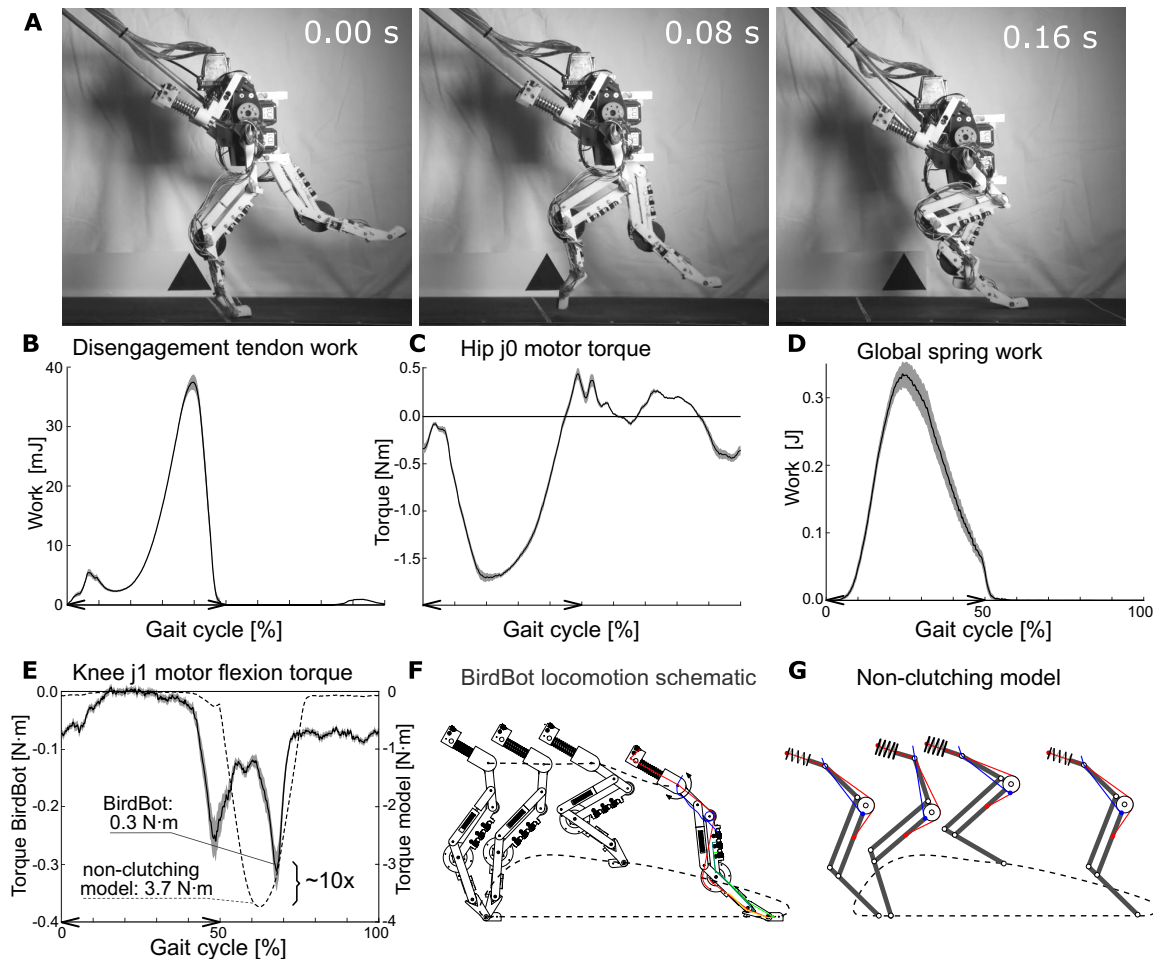 A
0.00 s
0.08 s
0.16 s
B Disengagement tendon work
40
30
20
10
0
Work [mJ]
Gait cycle [%]
C Hip j0 motor torque
0.5
0.0
-0.5
-1.0
-1.5
Torque [Nm]
Gait cycle [%]
D Global spring work
0.3
0.2
0.1
0.0
Work [J]
0
50
100
Gait cycle [%]
E Knee j1 motor flexion torque
0.0
-0.1
-0.2
-0.3
-0.4
Torque BirdBot [N·m]
BirdBot:
0.3 N·m
non-clutching
model: 3.7 N·m
~10x
0
-1
-2
-3
-4
Torque model [N·m]
0
50
100
Gait cycle [%]
F BirdBot locomotion schematic
G Non-clutching model